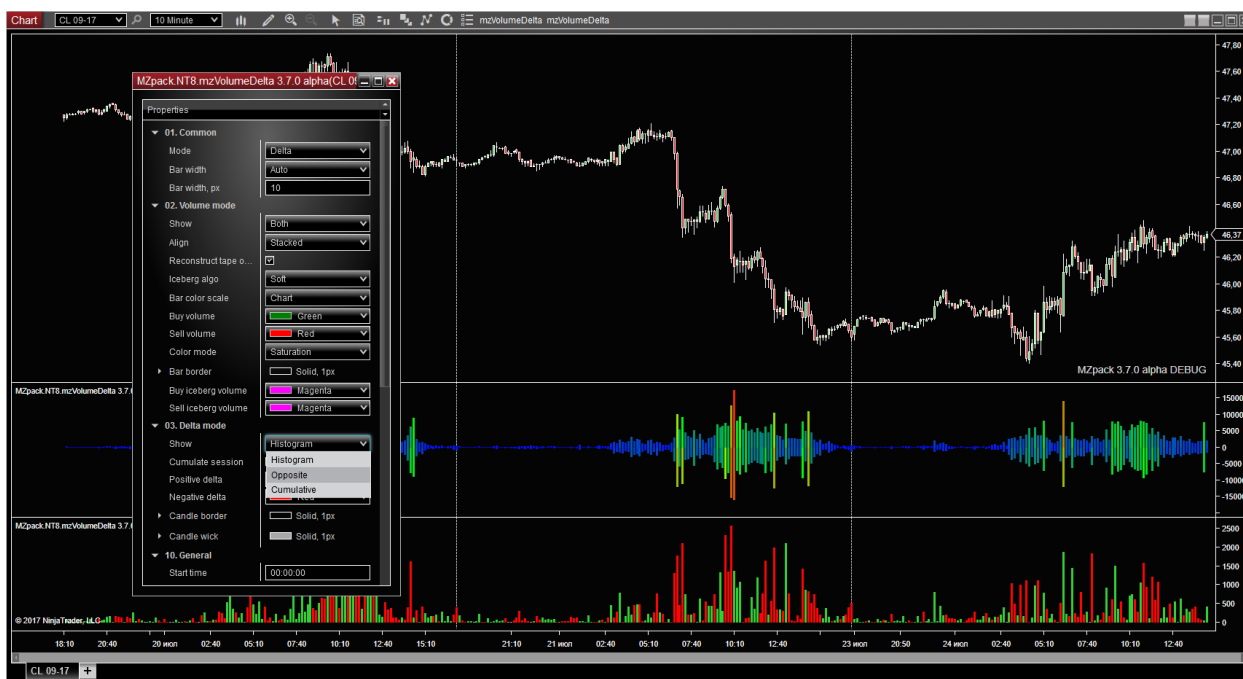 Chart CL 09-17 10 Minute mzVolumeDelta mzVolumeDelta
47,80
47,60
47,40
47,20
47,00
46,80
46,60
46,37
46,20
46,00
45,80
45,60
45,40
MZpack.NT8.mzVolumeDelta 3.7.0 alpha(CL 09
Properties
01. Common
Mode Delta
Bar width Auto
Bar width, px 10
02. Volume mode
Show Both
Align Stacked
Reconstruct tape o...
Iceberg algo Soft
Bar color scale Chart
Buy volume Green
Sell volume Red
Color mode Saturation
Bar border Solid, 1px
Buy iceberg volume Magenta
Sell iceberg volume Magenta
03. Delta mode
Show Histogram
Histogram
Cumulate session
Opposite
Positive delta
Cumulative
Negative delta Red
Candle border Solid, 1px
Candle wick Solid, 1px
10. General
Start time 00:00:00
MZpack 3.7.0 alpha DEBUG
MZpack.NT8.mzVolumeDelta 3.7.
15000
10000
5000
0
-5000
-10000
-15000
MZpack.NT8.mzVolumeDelta 3.7.
2500
2000
1500
1000
500
0
© 2017 NinjaTrader, LLC
18:10 20:40 20 июл 02:40 05:10 07:40 10:10 12:40 15:10 21:10 21 июл 02:40 05:10 07:40 10:10 12:40 23 июл 20:50 24 июл 02:40 05:10 07:40 10:10 12:40
CL 09-17 +